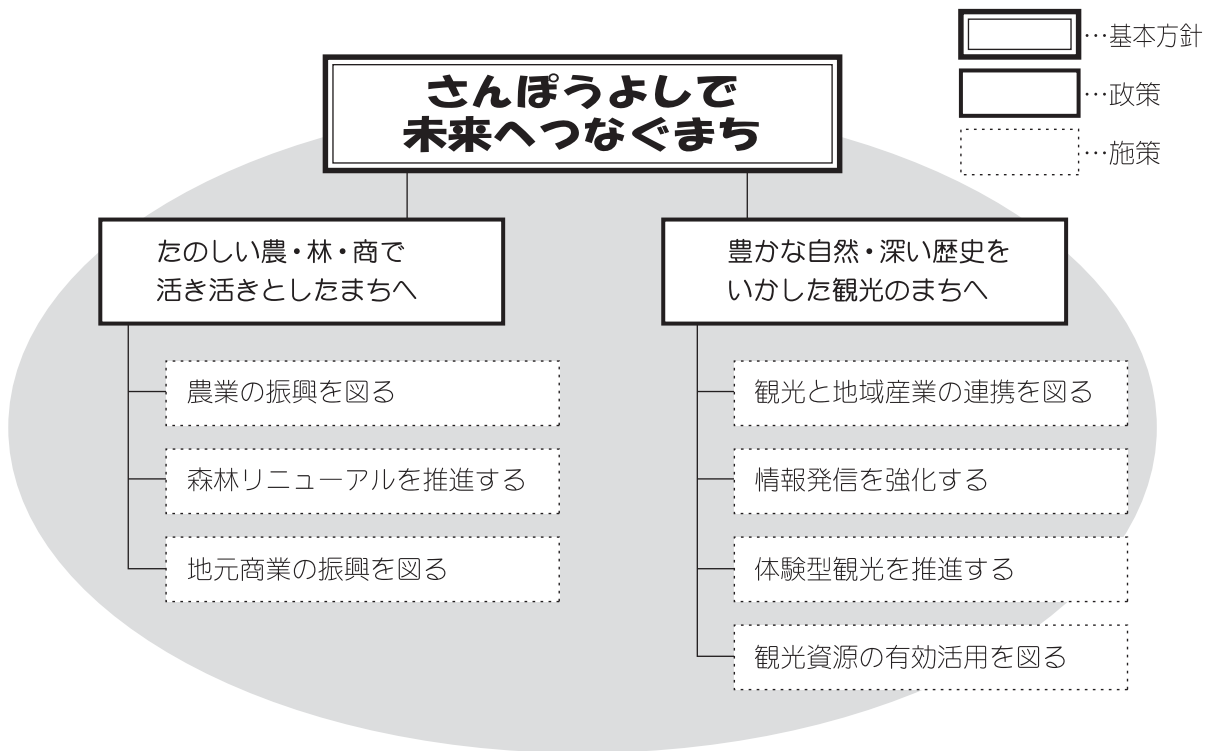 …基本方針
…政策
…施策
さんぽうよしで
未来へつなぐまち
たのしい農・林・商で
活き活きとしたまちへ
農業の振興を図る
森林リニューアルを推進する
地元商業の振興を図る
豊かな自然・深い歴史を
いかした観光のまちへ
観光と地域産業の連携を図る
情報発信を強化する
体験型観光を推進する
観光資源の有効活用を図る